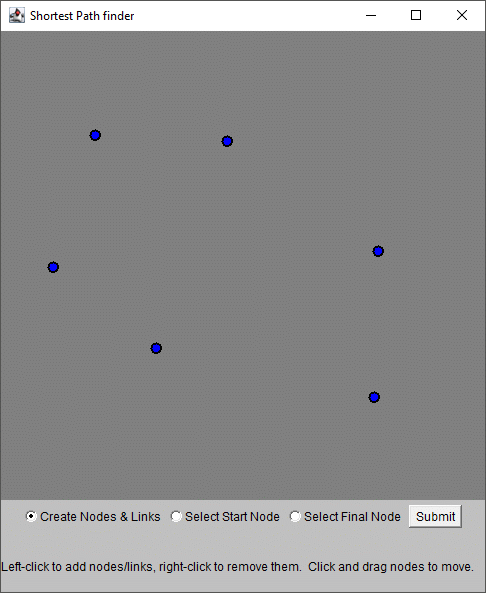 Shortest Path finder
Create Nodes & Links Select Start Node Select Final Node Submit
Left-click to add nodes/links, right-click to remove them. Click and drag nodes to move.